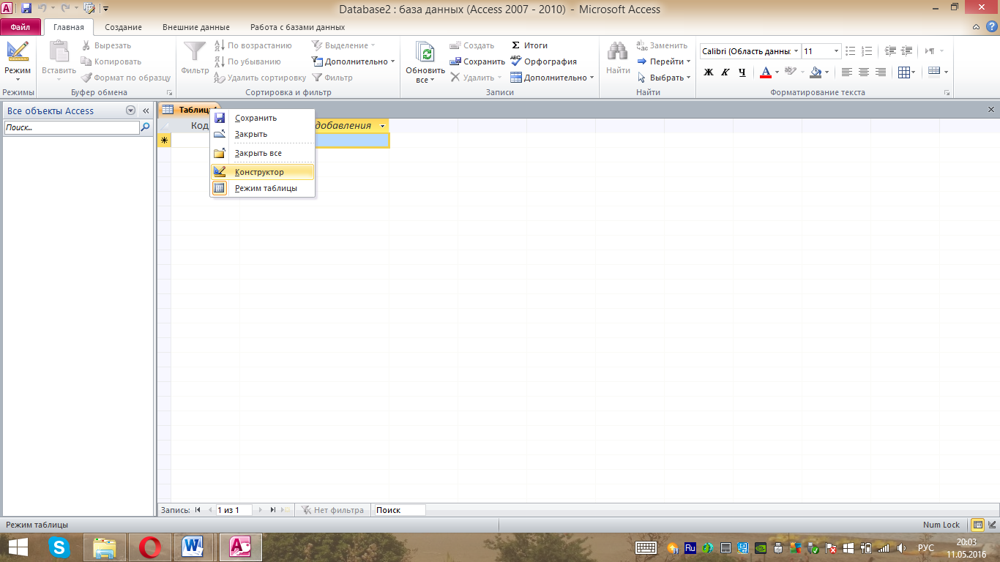 Database2 : база данных (Access 2007 - 2010) - Microsoft Access
Файл Главная Создание Внешние данные Работа с базами данных
Режим
Режимы
Вставить
Вырезать
Копировать
Формат по образцу
Буфер обмена
Фильтр
По возрастанию
По убыванию
Удалить сортировку
Выделение
Дополнительно
Фильтр
Сортировка и фильтр
Обновить
все
Создать
Сохранить
Удалить
Итоги
Орфография
Дополнительно
Записи
Найти
Заменить
Перейти
Выбрать
Найти
Calibri (Область данны: 11
Ж К Ч
Форматирование текста
Все объекты Access
Поиск...
Таблиц
Код добавления
Сохранить
Закрыть
Закрыть все
Конструктор
Режим таблицы
Запись: 1 из 1 Нет фильтра Поиск
Режим таблицы Num Lock
Ru РУС
20:03
11.05.2016